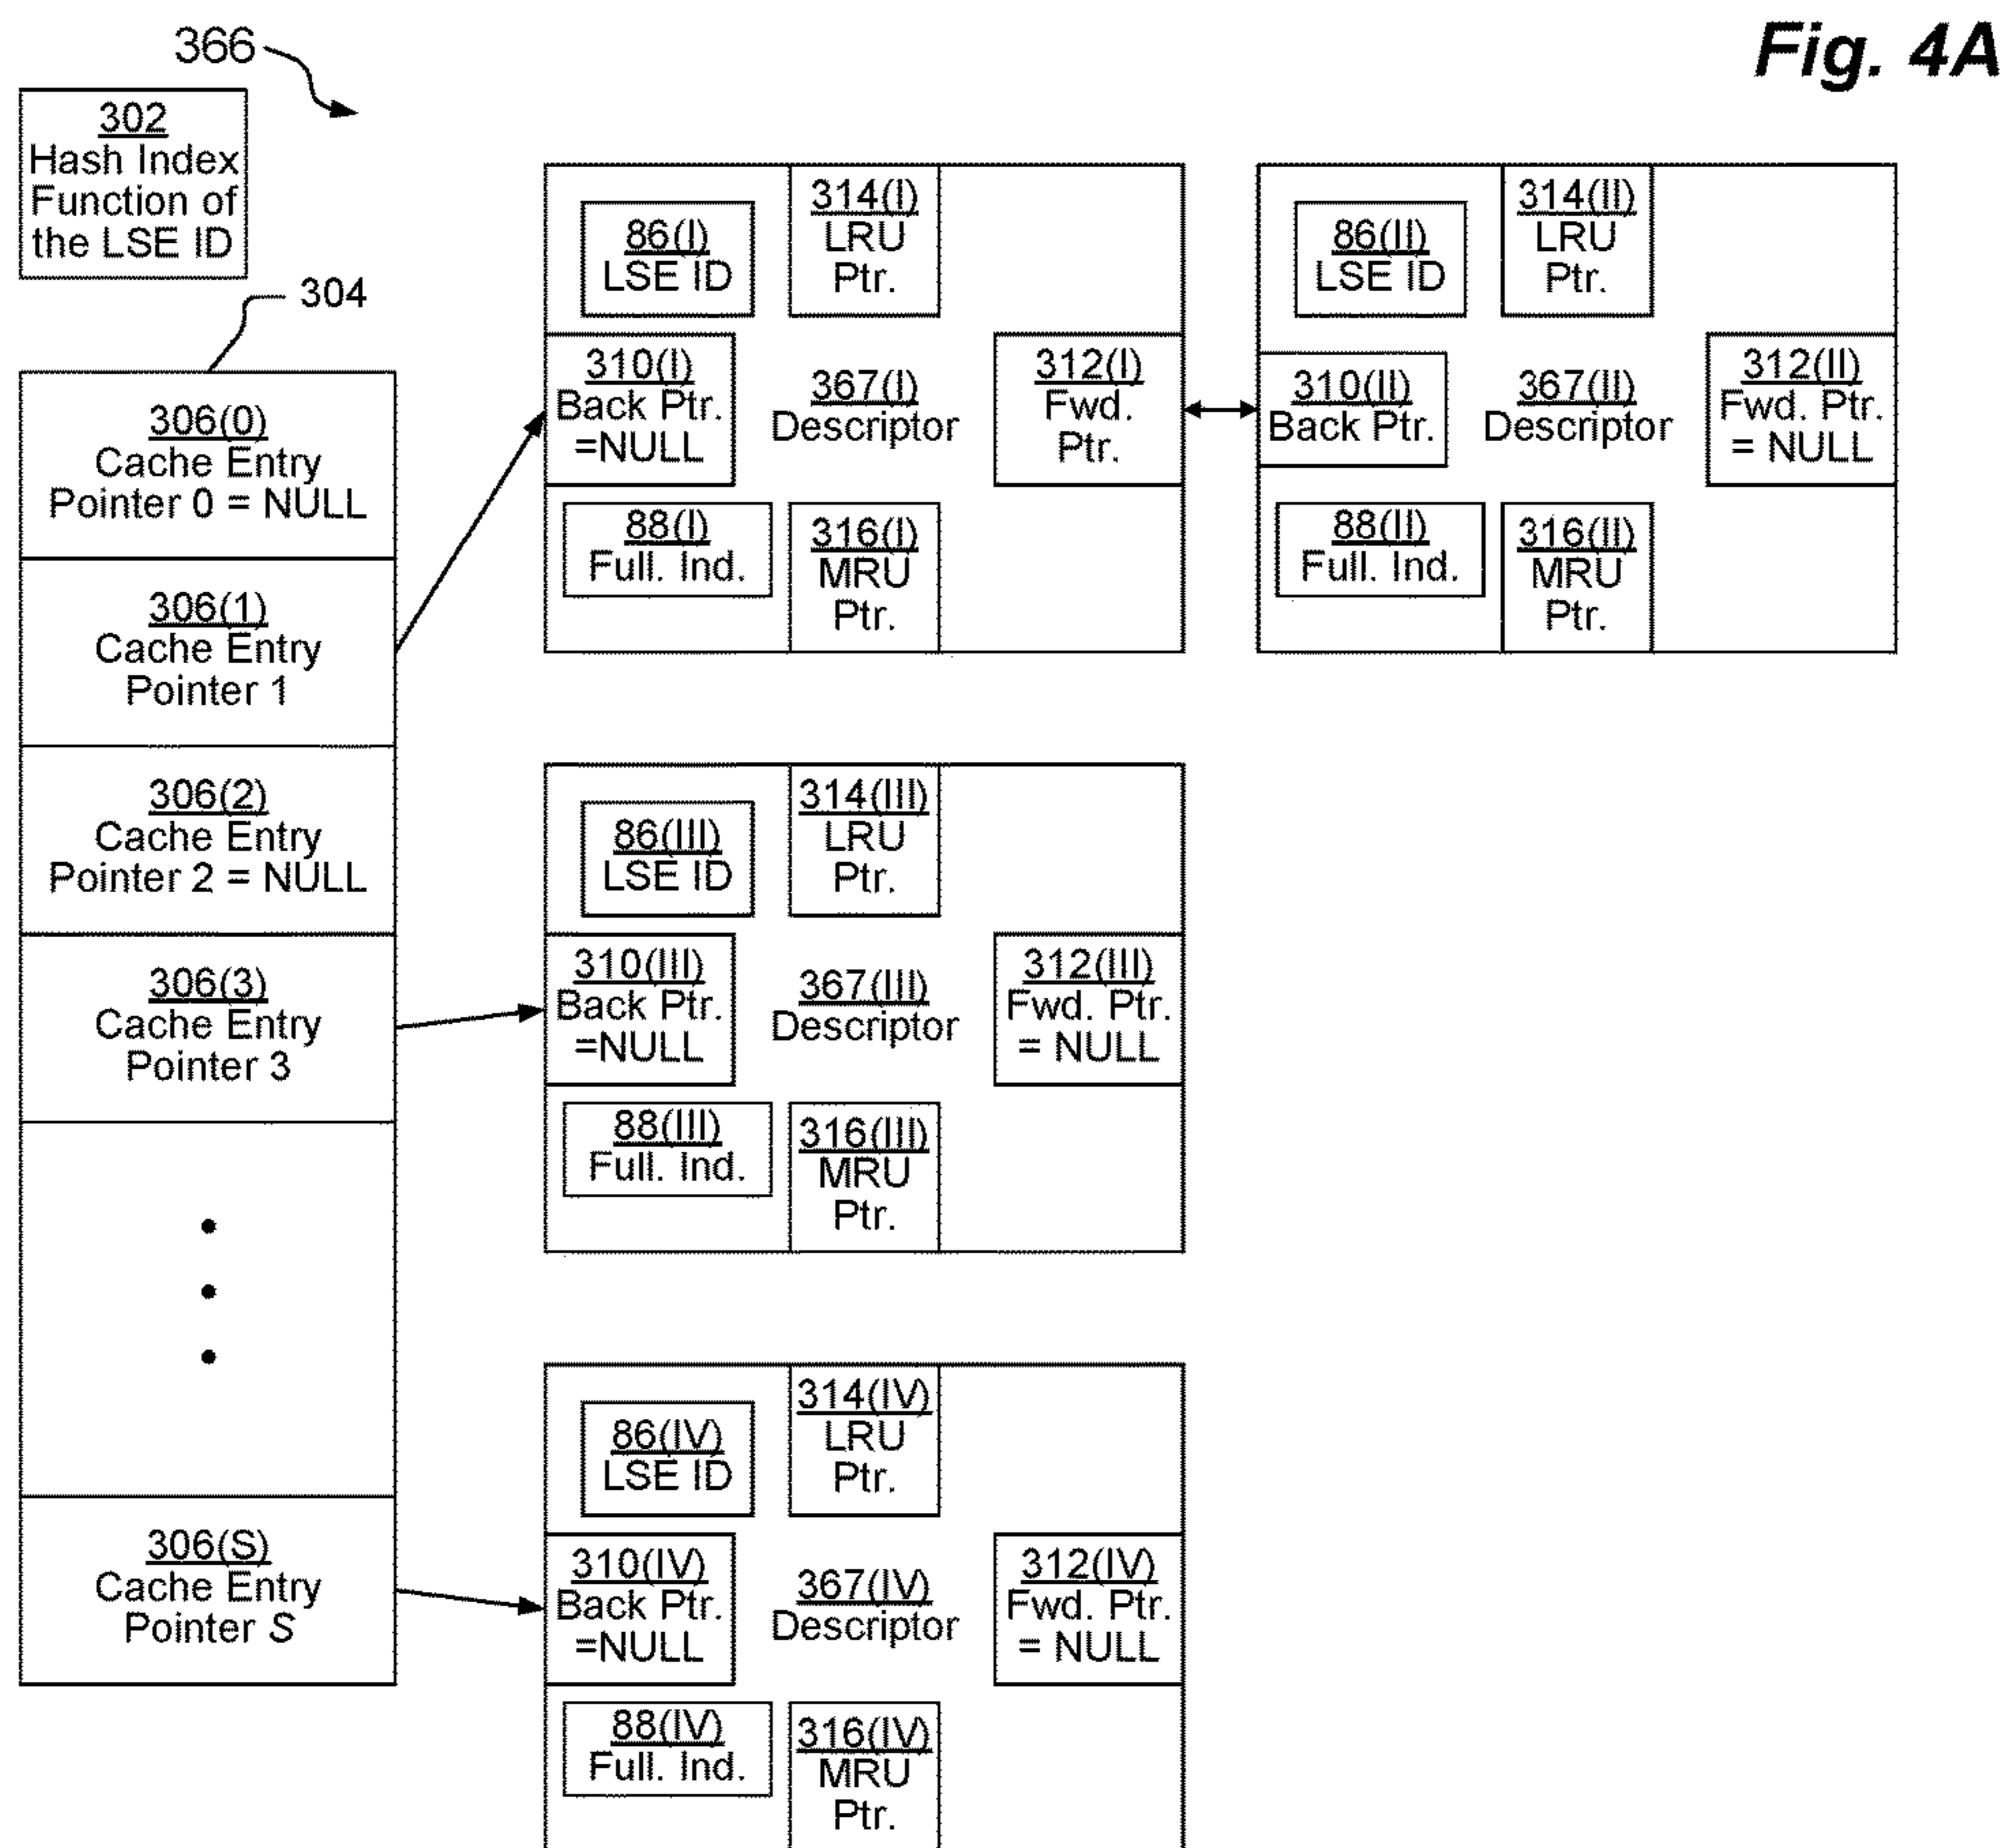 Fig. 4A
366
302
Hash Index
Function of
the LSE ID
304
306(0)
Cache Entry
Pointer 0 = NULL
306(1)
Cache Entry
Pointer 1
306(2)
Cache Entry
Pointer 2 = NULL
306(3)
Cache Entry
Pointer 3
306(S)
Cache Entry
Pointer S
86(I)
LSE ID
314(I)
LRU
Ptr.
310(I)
Back Ptr.
=NULL
367(I)
Descriptor
312(I)
Fwd.
Ptr.
88(I)
Full. Ind.
316(I)
MRU
Ptr.
86(II)
LSE ID
314(II)
LRU
Ptr.
310(II)
Back Ptr.
367(II)
Descriptor
312(II)
Fwd. Ptr.
= NULL
88(II)
Full. Ind.
316(II)
MRU
Ptr.
86(III)
LSE ID
314(III)
LRU
Ptr.
310(III)
Back Ptr.
=NULL
367(III)
Descriptor
312(III)
Fwd. Ptr.
= NULL
88(III)
Full. Ind.
316(III)
MRU
Ptr.
86(IV)
LSE ID
314(IV)
LRU
Ptr.
310(IV)
Back Ptr.
=NULL
367(IV)
Descriptor
312(IV)
Fwd. Ptr.
= NULL
88(IV)
Full. Ind.
316(IV)
MRU
Ptr.